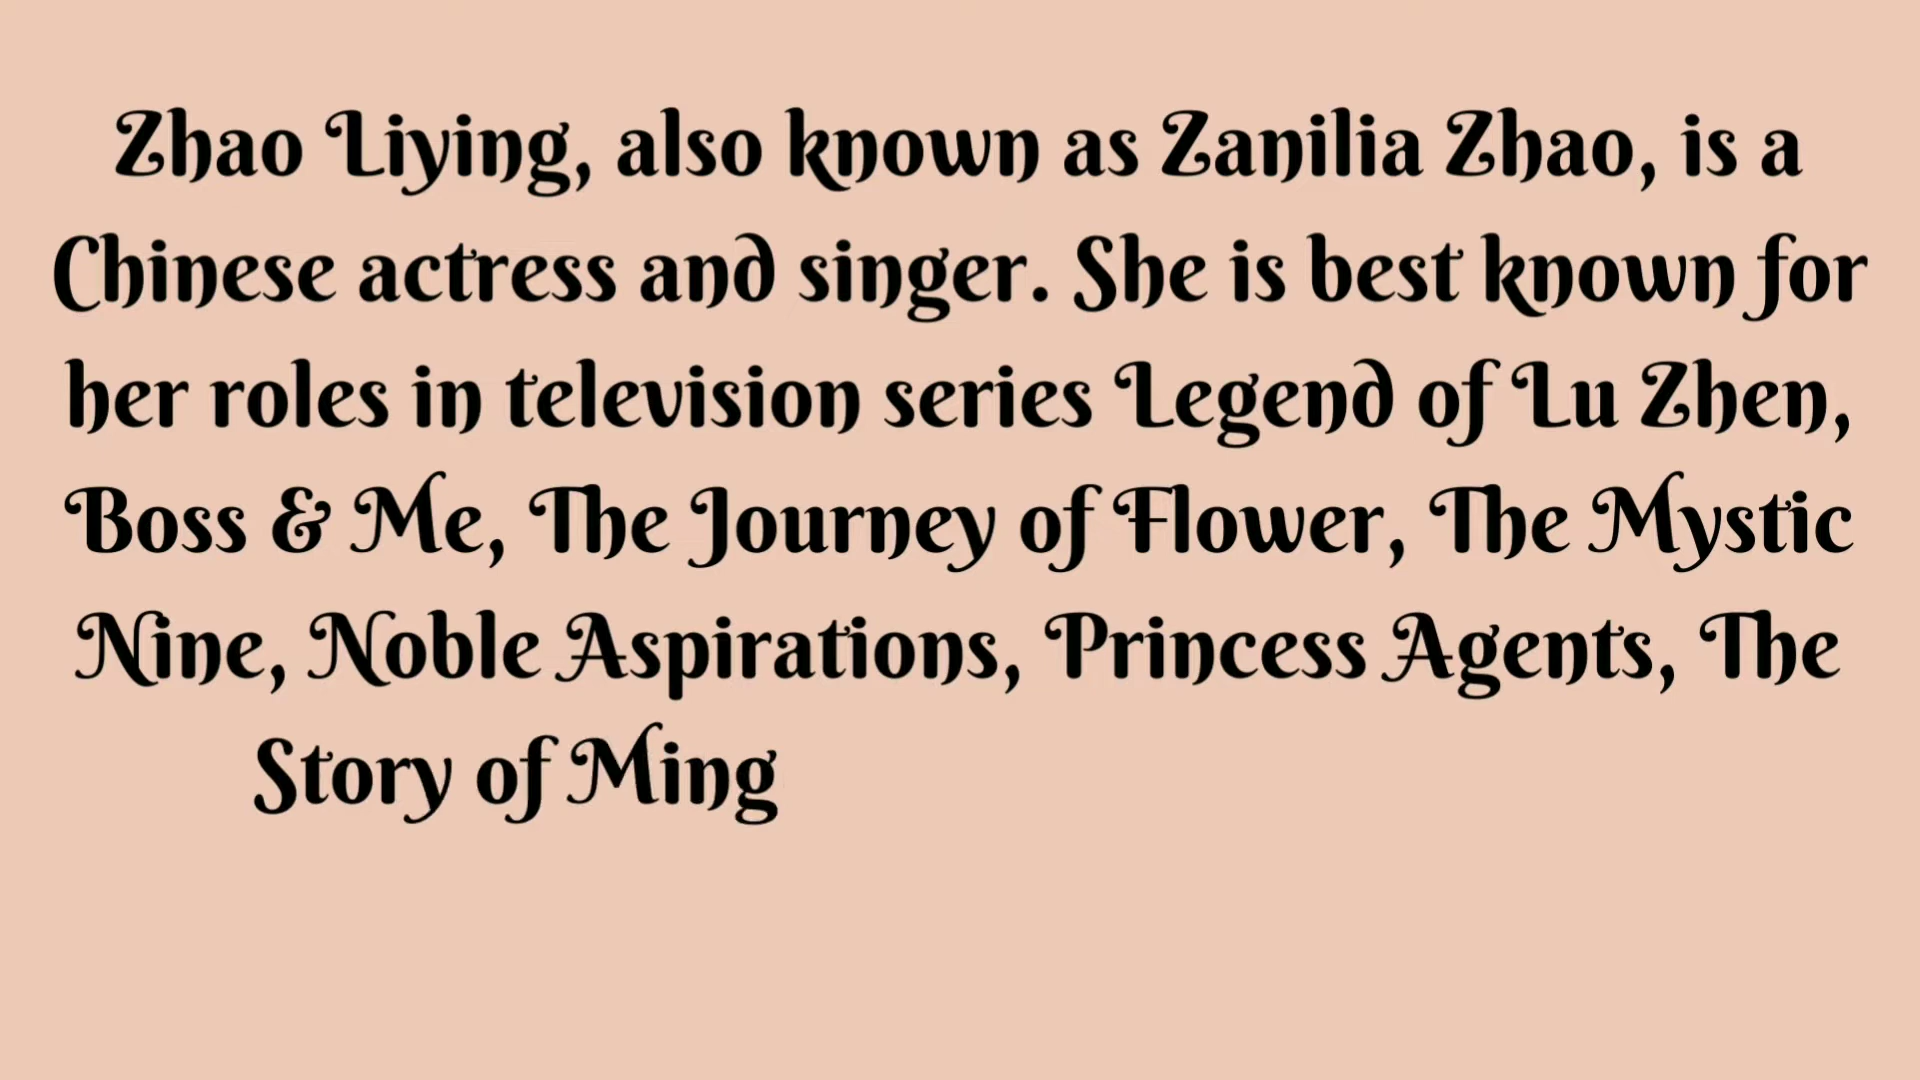 Zhao Liying, also known as Zanilia Zhao, is a
Chinese actress and singer. She is best known for
her roles in television series Legend of Lu Zhen,
Boss & Me, The Journey of Flower, The Mystic
Nine, Noble Aspirations, Princess Agents, The
Story of Ming